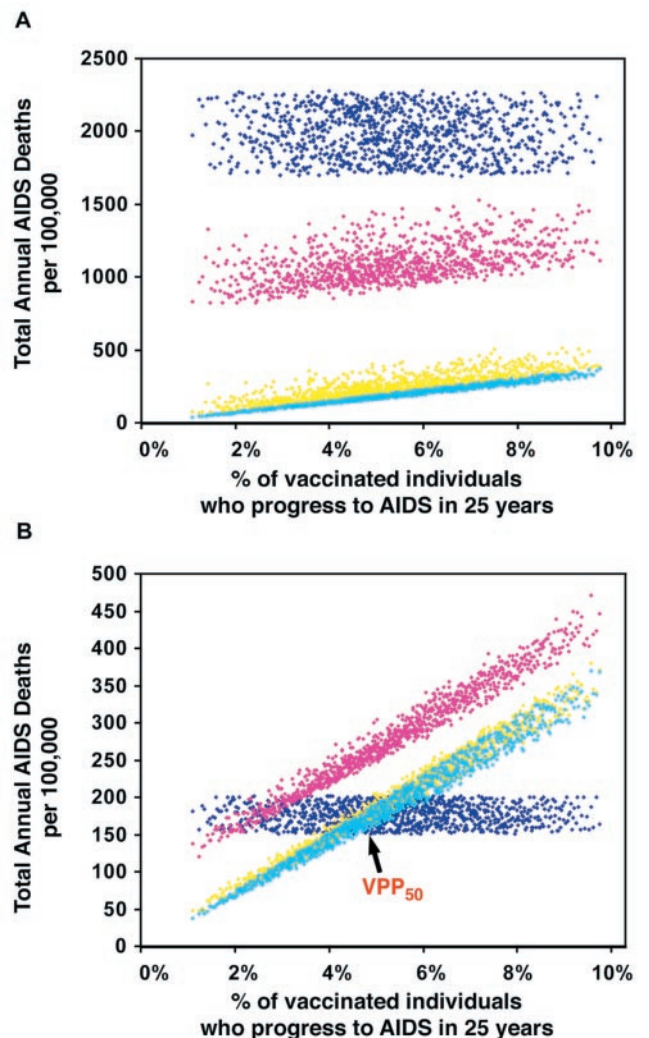 A
Total Annual AIDS Deaths
per 100,000
2500
2000
1500
1000
500
0
0% 2% 4% 6% 8% 10%
% of vaccinated individuals
who progress to AIDS in 25 years
B
Total Annual AIDS Deaths
per 100,000
500
450
400
350
300
250
200
150
100
50
0
VPP50
0% 2% 4% 6% 8% 10%
% of vaccinated individuals
who progress to AIDS in 25 years